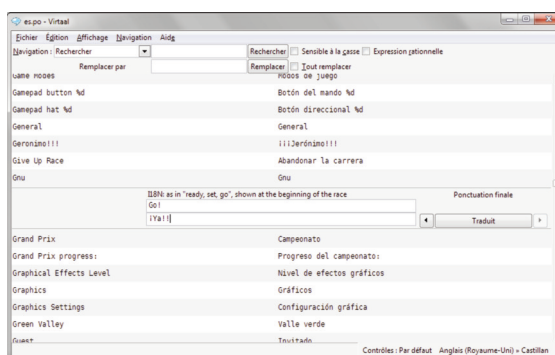 es.po - Virtaal
Fichier Édition Affichage Navigation Aide
Navigation : Rechercher Rechercher Sensible à la casse Expression rationnelle
Remplacer par Remplacer Tout remplacer
Game Modes Modos de juego
Gamepad button %d Botón del mando %d
Gamepad hat %d Botón direccional %d
General General
Geronimo!!! ¡¡¡Jerónimo!!!
Give Up Race Abandonar la carrera
Gnu Gnu
I18N: as in "ready, set, go", shown at the beginning of the race Ponctuation finale
Go!
¡Ya!! Traduit
Grand Prix Campeonato
Grand Prix progress: Progreso del campeonato:
Graphical Effects Level Nivel de efectos gráficos
Graphics Gráficos
Graphics Settings Configuración gráfica
Green Valley Valle verde
Guest Invitado
Contrôles : Par défaut Anglais (Royaume-Uni) » Castillan